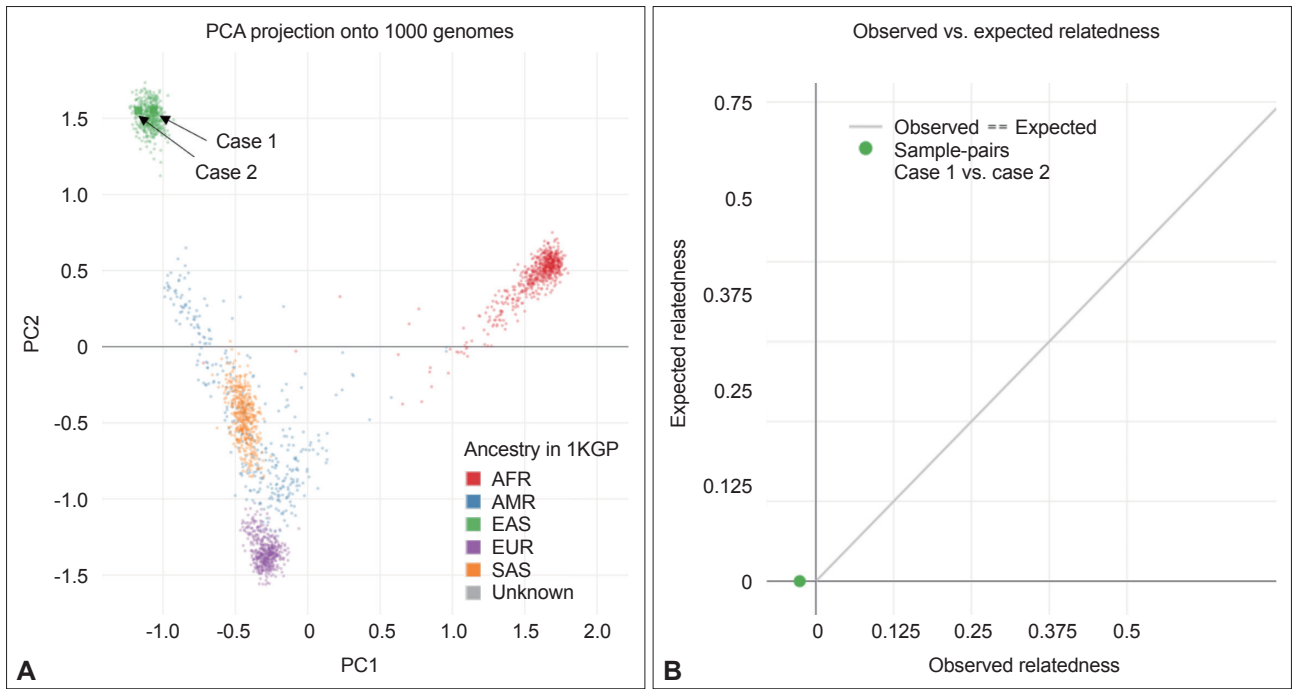 PCA projection onto 1000 genomes
1.5
1.0
0.5
0
-0.5
-1.0
-1.5
PC2
Case 1
Case 2
Ancestry in 1KGP
AFR
AMR
EAS
EUR
SAS
Unknown
-1.0 -0.5 0 0.5 1.0 1.5 2.0
PC1
A
Observed vs. expected relatedness
0.75
0.5
0.375
0.25
0.125
0
Expected relatedness
Observed == Expected
Sample-pairs
Case 1 vs. case 2
0 0.125 0.25 0.375 0.5
Observed relatedness
B